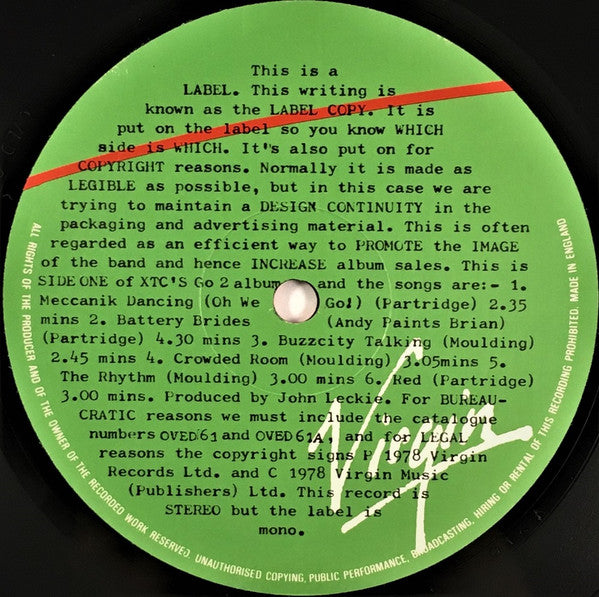 This is a
LABEL. This writing is
known as the LABEL COPY. It is
put on the label so you know WHICH
side is WHICH. It's also put on for
COPYRIGHT reasons. Normally it is made as
LEGIBLE as possible, but in this case we are
trying to maintain a DESIGN CONTINUITY in the
packaging and advertising material. This is often
regarded as an efficient way to PROMOTE the IMAGE
of the band and hence INCREASE album sales. This is
SIDE ONE of XTC'S Go 2 album and the songs are:- 1.
Meccanik Dancing (Oh We Go!) (Partridge) 2.35
mins 2. Battery Brides (Andy Paints Brian)
(Partridge) 4.30 mins 3. Buzzcity Talking (Moulding)
2.45 mins 4. Crowded Room (Moulding) 3.05mins 5.
The Rhythm (Moulding) 3.00 mins 6. Red (Partridge)
3.00 mins. Produced by John Leckie. For BUREAU-
CRATIC reasons we must include the catalogue
numbers OVED61 and OVED 61A, and for LEGAL
reasons the copyright signs P 1978 Virgin
Records Ltd. and C 1978 Virgin Music
(Publishers) Ltd. This record is
STEREO but the label is
mono.
Virgin
ALL RIGHTS OF THE PRODUCER AND OF THE OWNER OF THE RECORDED WORK RESERVED. UNAUTHORISED COPYING, PUBLIC PERFORMANCE, BROADCASTING, HIRING OR RENTAL OF THIS RECORDING PROHIBITED. MADE IN ENGLAND